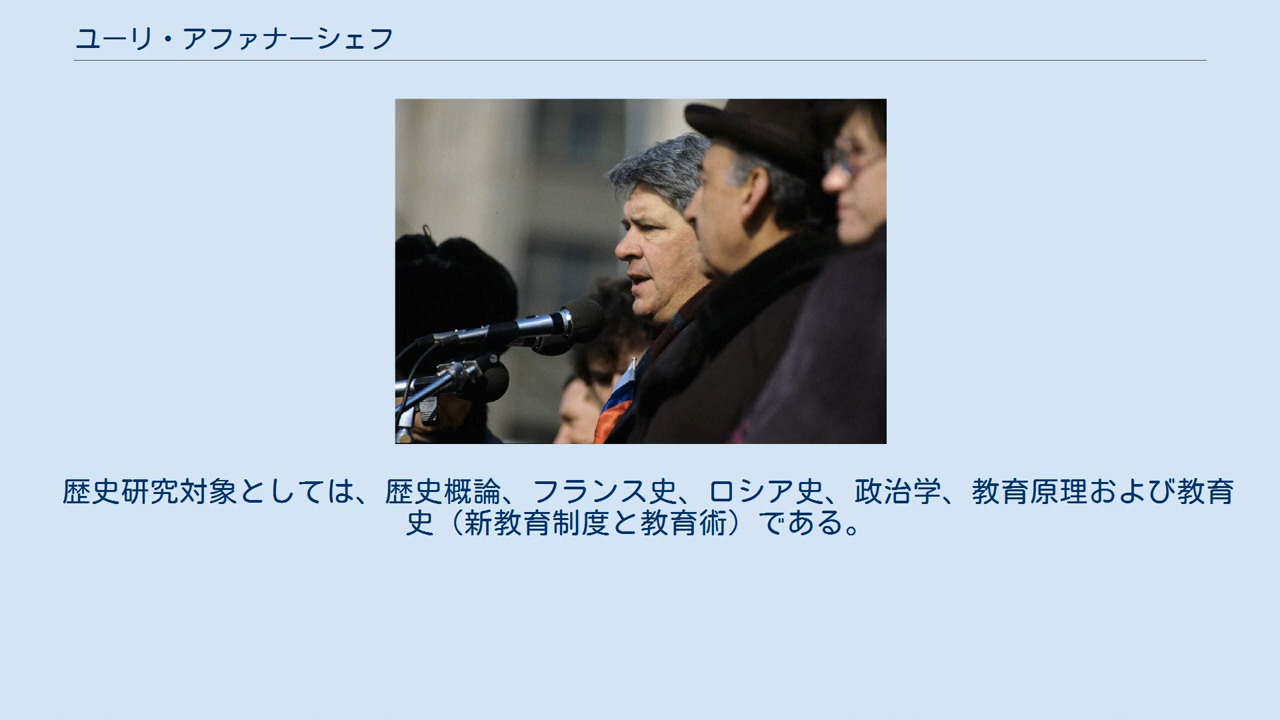 ユーリ・アファナーシェフ
歴史研究対象としては、歴史概論、フランス史、ロシア史、政治学、教育原理および教育
史（新教育制度と教育術）である。